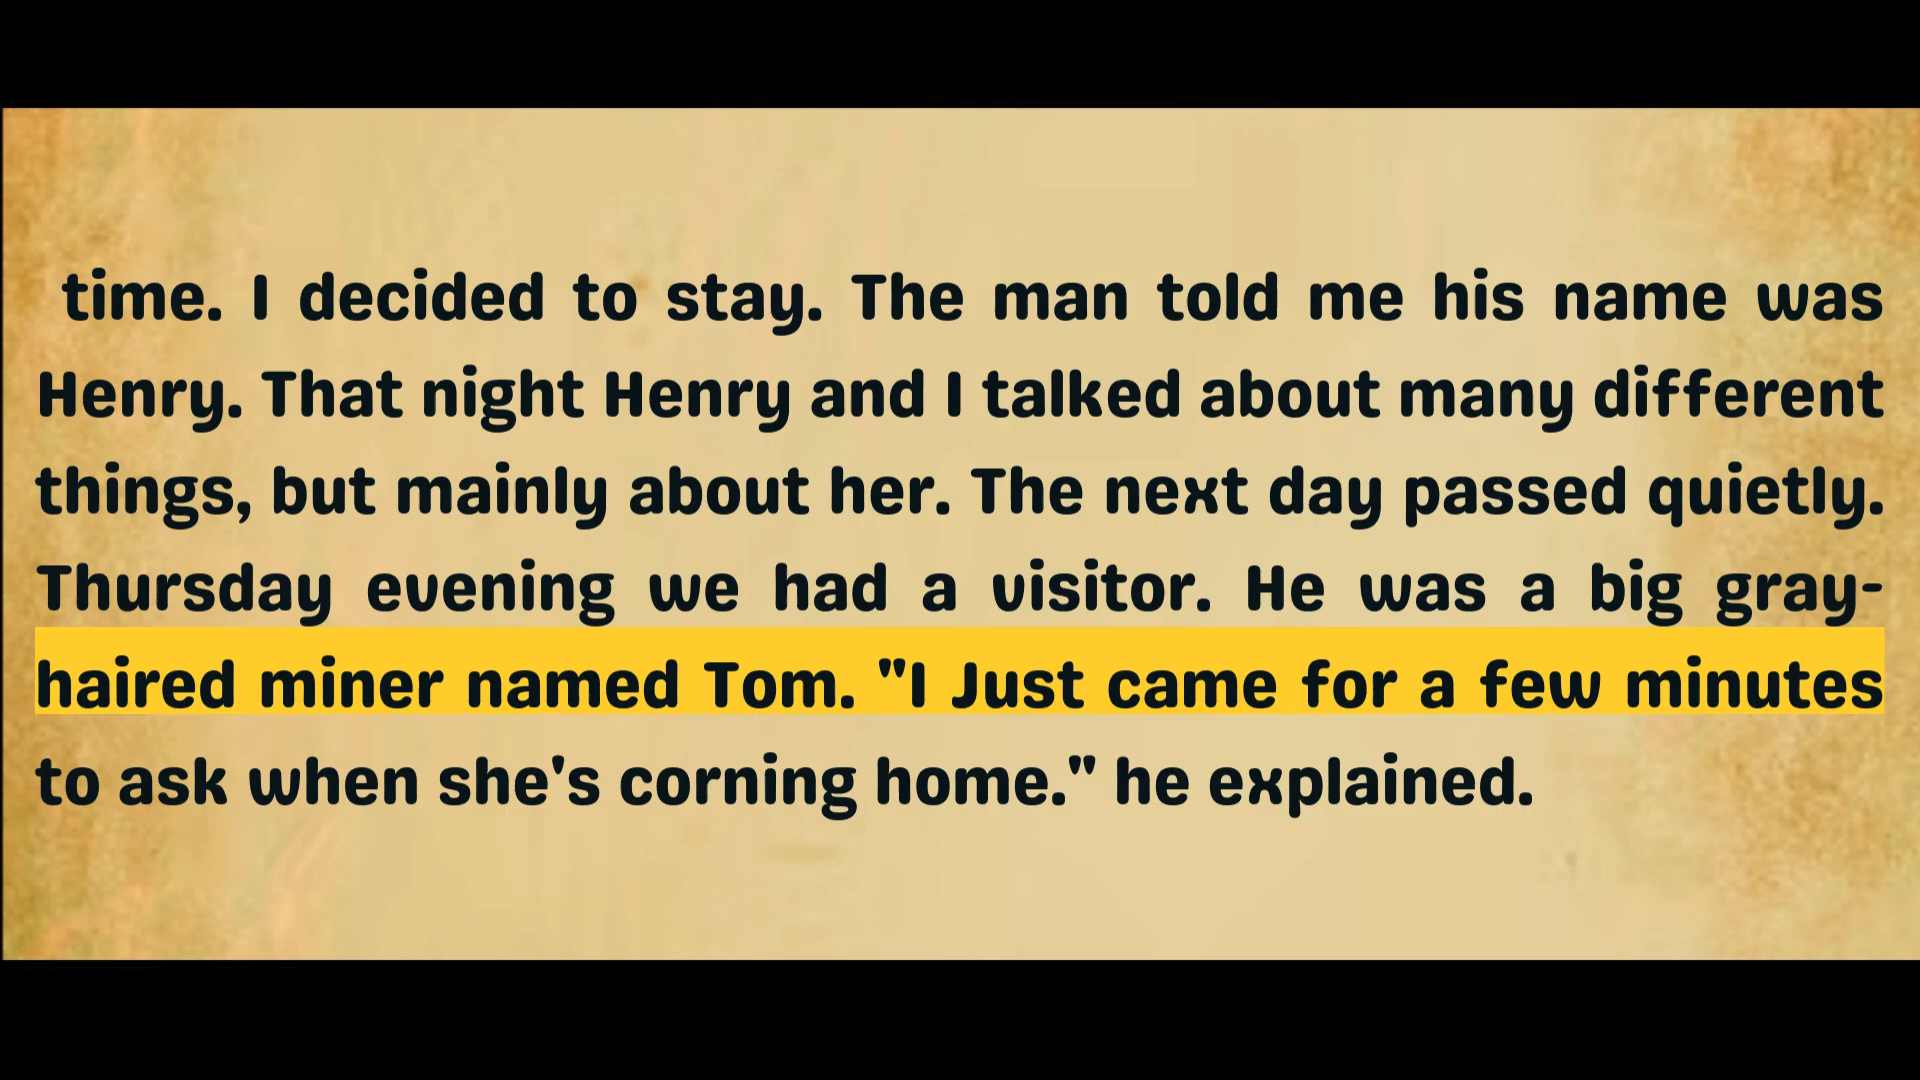 time. I decided to stay. The man told me his name was
Henry. That night Henry and I talked about many different
things, but mainly about her. The next day passed quietly.
Thursday evening we had a visitor. He was a big gray-
haired miner named Tom. "I Just came for a few minutes
to ask when she's corning home." he explained.